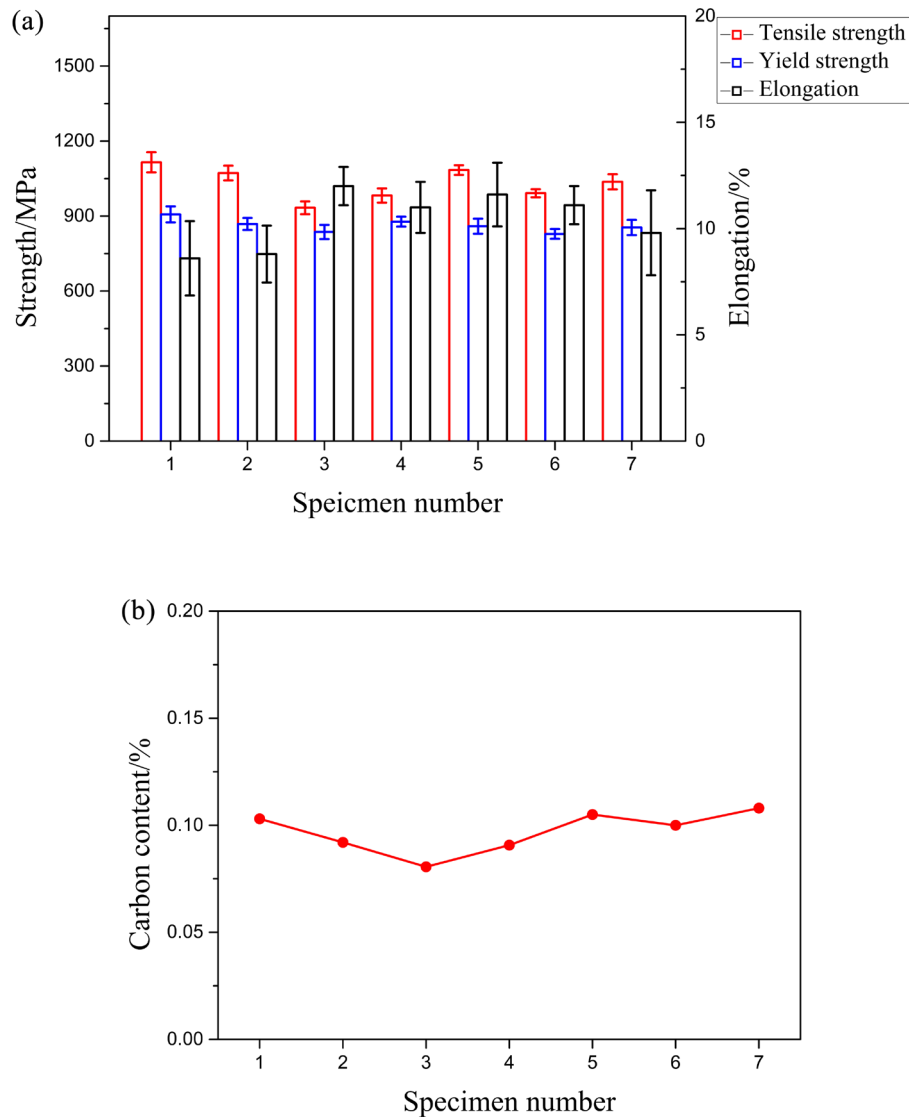 (a)
Tensile strength
Yield strength
Elongation
1500
1200
900
600
300
0
Strength/MPa
20
15
10
5
0
Elongation/%
1 2 3 4 5 6 7
Speicmen number
(b)
0.20
0.15
0.10
0.05
0.00
Carbon content/%
1 2 3 4 5 6 7
Specimen number